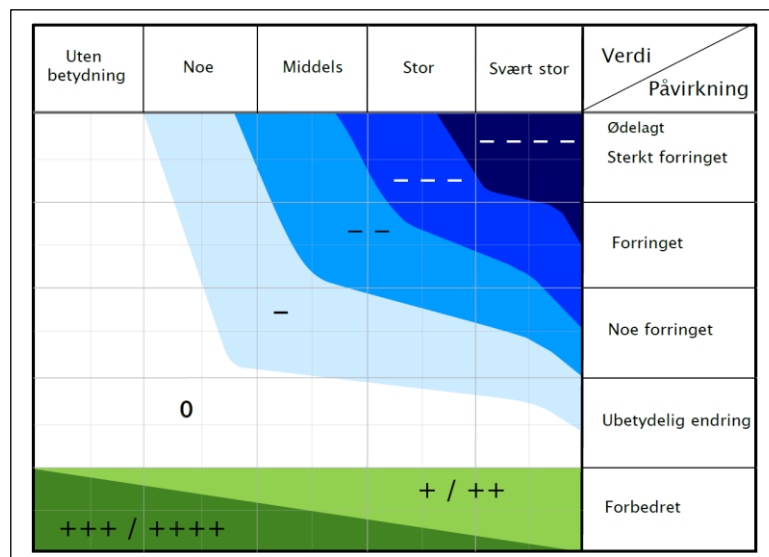 Uten
betydning
Noe
Middels
Stor
Svært stor
Verdi
Påvirkning
– – – –
Ødelagt
Sterkt forringet
– – –
– –
Forringet
–
Noe forringet
0
Ubetydelig endring
+ / ++
+++ / ++++
Forbedret